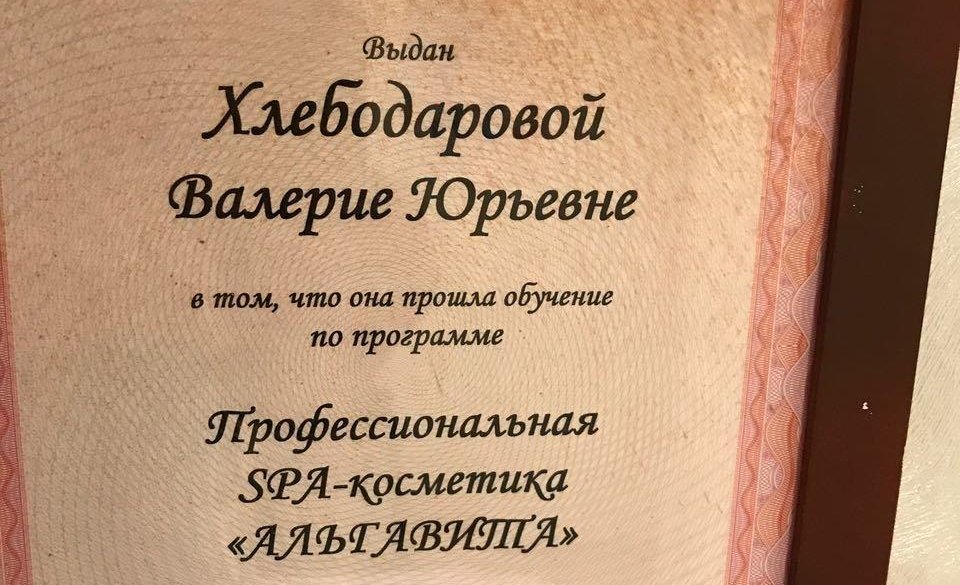 Выдан
Хлебодаровой
Валерие Юрьевне
в том, что она прошла обучение
по программе
Профессиональная
SPA-косметика
«АЛЬГАВИТА»